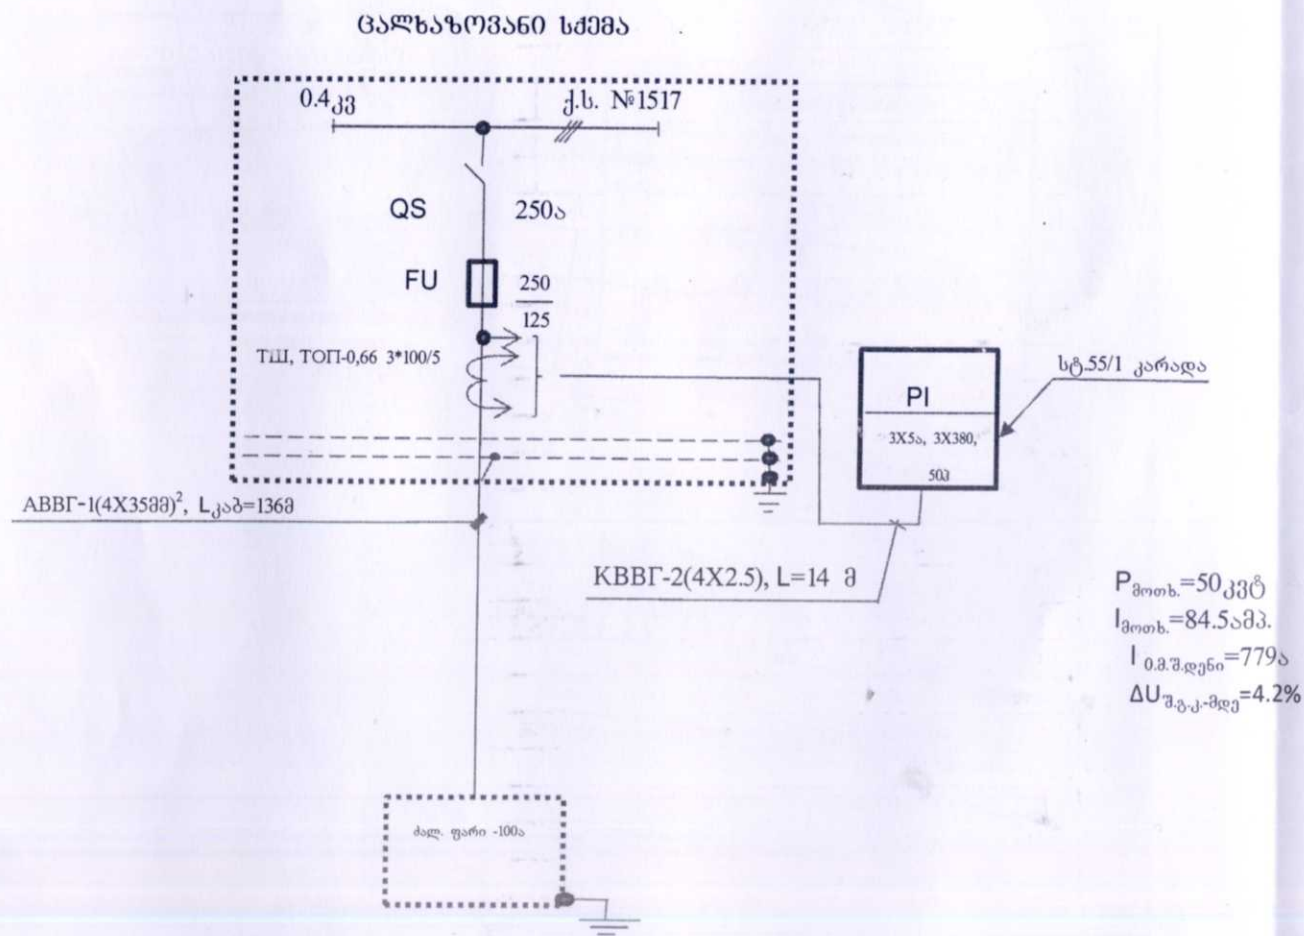 ცალხაზოვანი სქემა
0.4კვ ქ.ს. №1517
QS 250ა
FU 250
125
ТШ, ТОП-0,66 3*100/5
სტ.55/1 კარადა
PI
3X5ა, 3X380,
50ჰ
АВВГ-1(4X35მმ)², Lკაბ=136მ
КВВГ-2(4X2.5), L=14 მ
Pმოთხ.=50კვტ
Iმოთხ.=84.5ამპ.
I Ო.მ.შ.დენი=779ა
ΔUშ.გ.კ.-მდე=4.2%
ძალ. ფარი -100ა